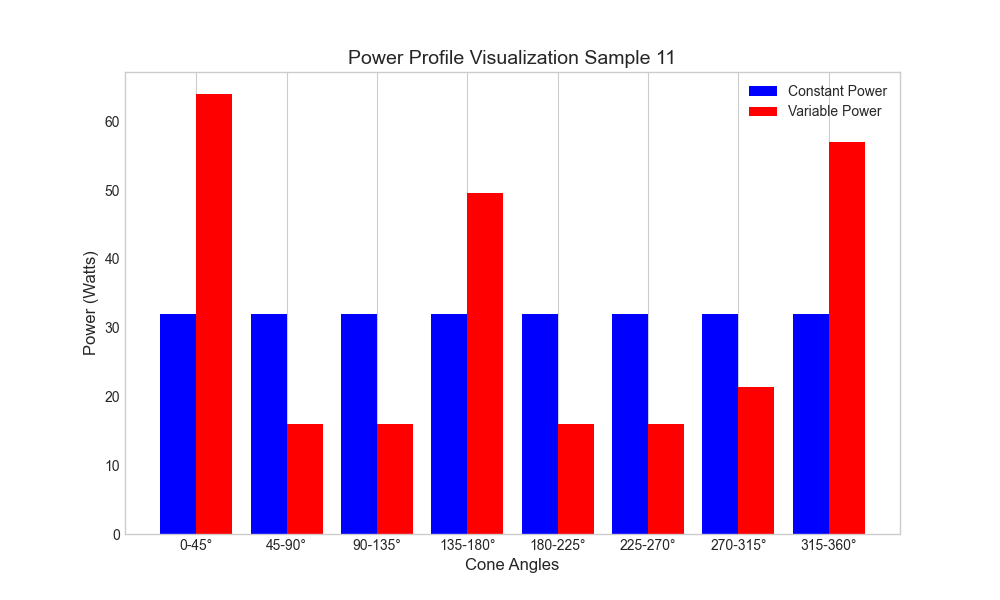 Power Profile Visualization Sample 11
Constant Power
Variable Power
Power (Watts)
60
50
40
30
20
10
0
0-45° 45-90° 90-135° 135-180° 180-225° 225-270° 270-315° 315-360°
Cone Angles